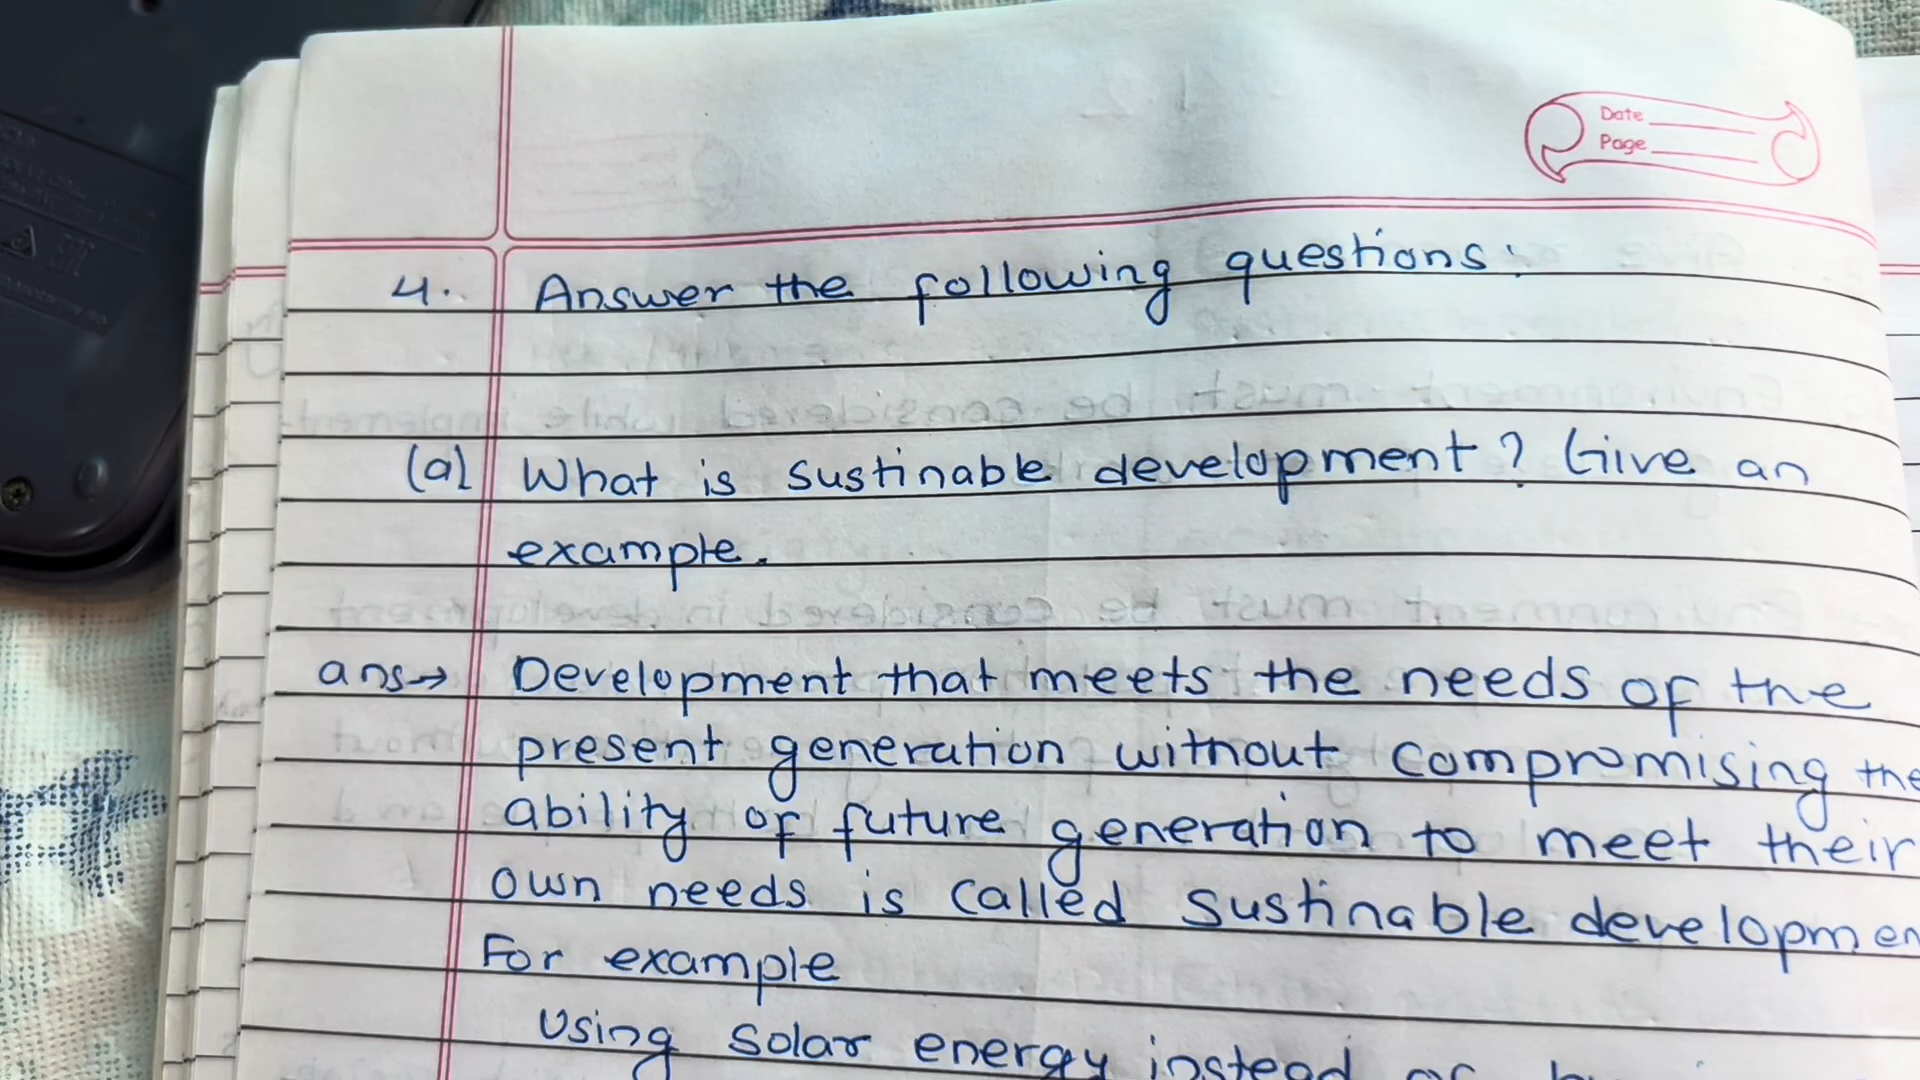 Date
Page
4. Answer the following questions:
(a) What is sustinable development? Give an
example.
ans→ Development that meets the needs of the
present generation without compromising the
ability of future generation to meet their
own needs is called sustinable developmen
For example
Using solar energy instead of